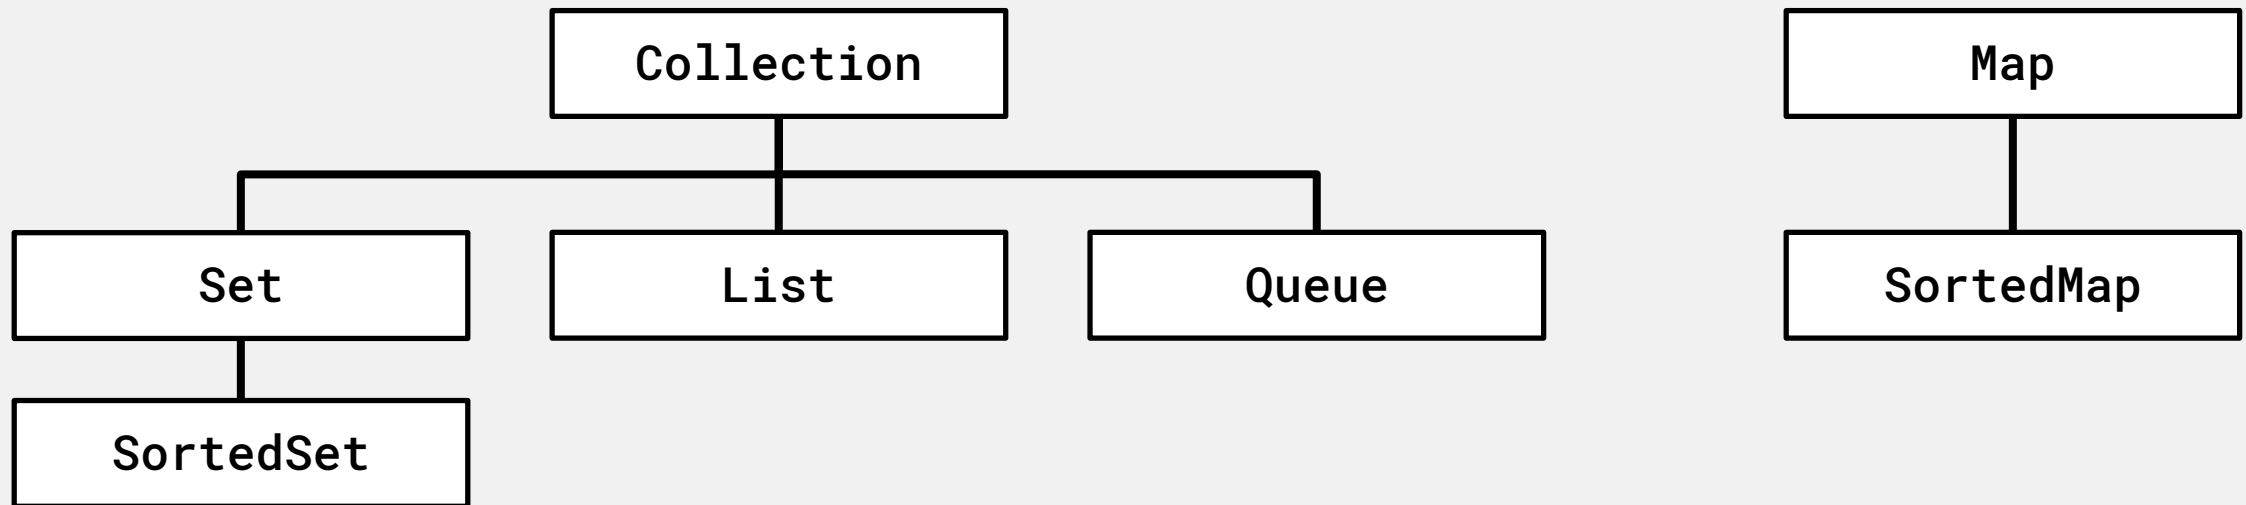 Collection
Map
Set
List
Queue
SortedMap
SortedSet